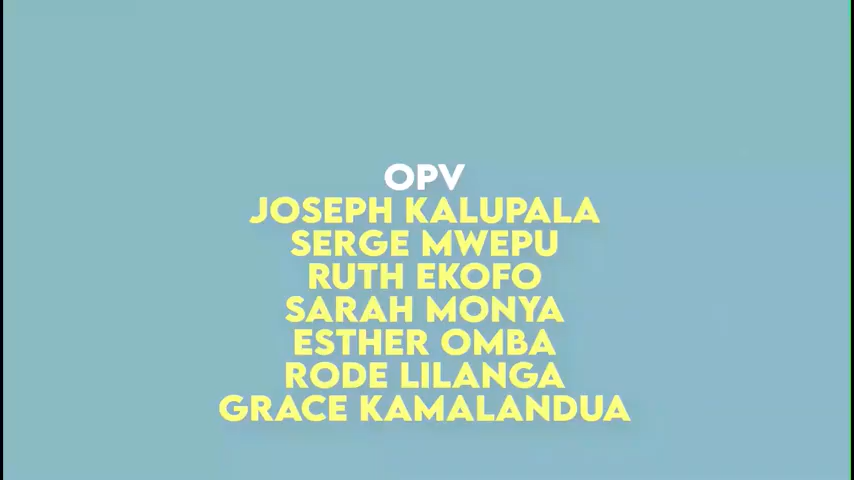 OPV
JOSEPH KALUPALA
SERGE MWEPU
RUTH EKOFO
SARAH MONYA
ESTHER OMBA
RODE LILANGA
GRACE KAMALANDUA